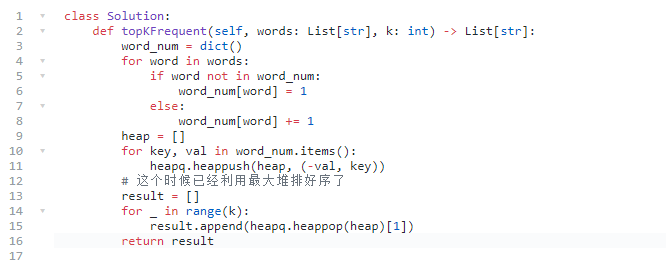 1 class Solution:
2     def topKFrequent(self, words: List[str], k: int) -> List[str]:
3         word_num = dict()
4         for word in words:
5             if word not in word_num:
6                 word_num[word] = 1
7             else:
8                 word_num[word] += 1
9         heap = []
10         for key, val in word_num.items():
11             heapq.heappush(heap, (-val, key))
12         # 这个时候已经利用最大堆排好序了
13         result = []
14         for _ in range(k):
15             result.append(heapq.heappop(heap)[1])
16         return result
17